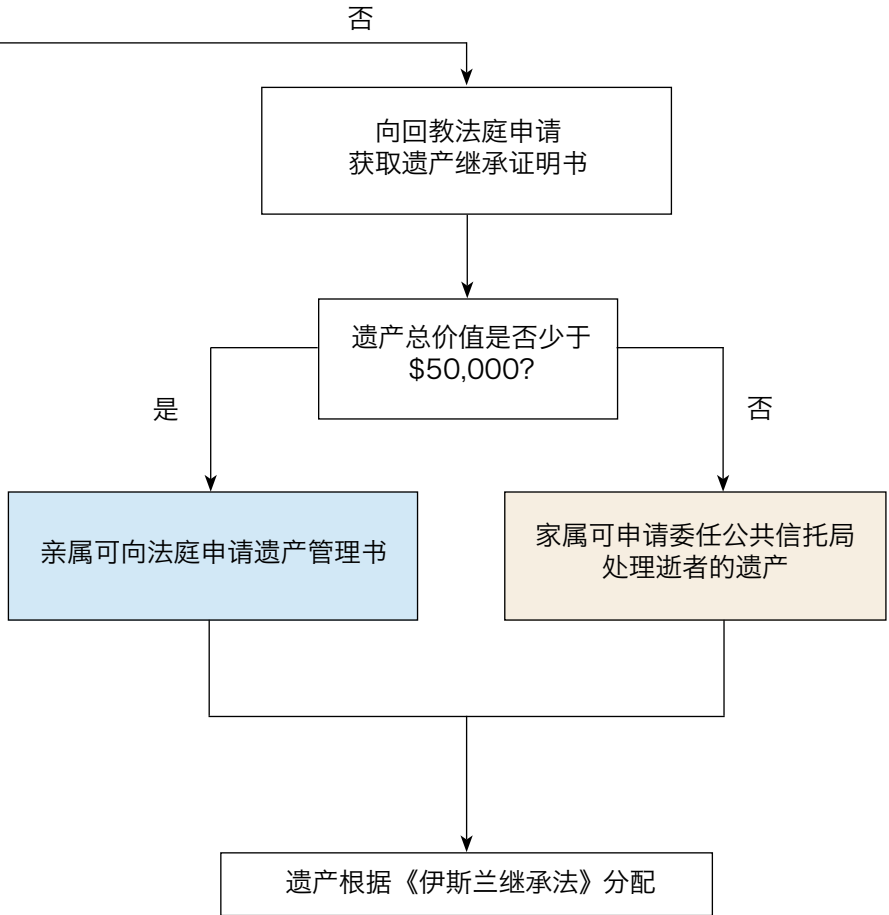 否
向回教法庭申请
获取遗产继承证明书
遗产总价值是否少于
$50,000?
是
否
亲属可向法庭申请遗产管理书
家属可申请委任公共信托局
处理逝者的遗产
遗产根据《伊斯兰继承法》分配